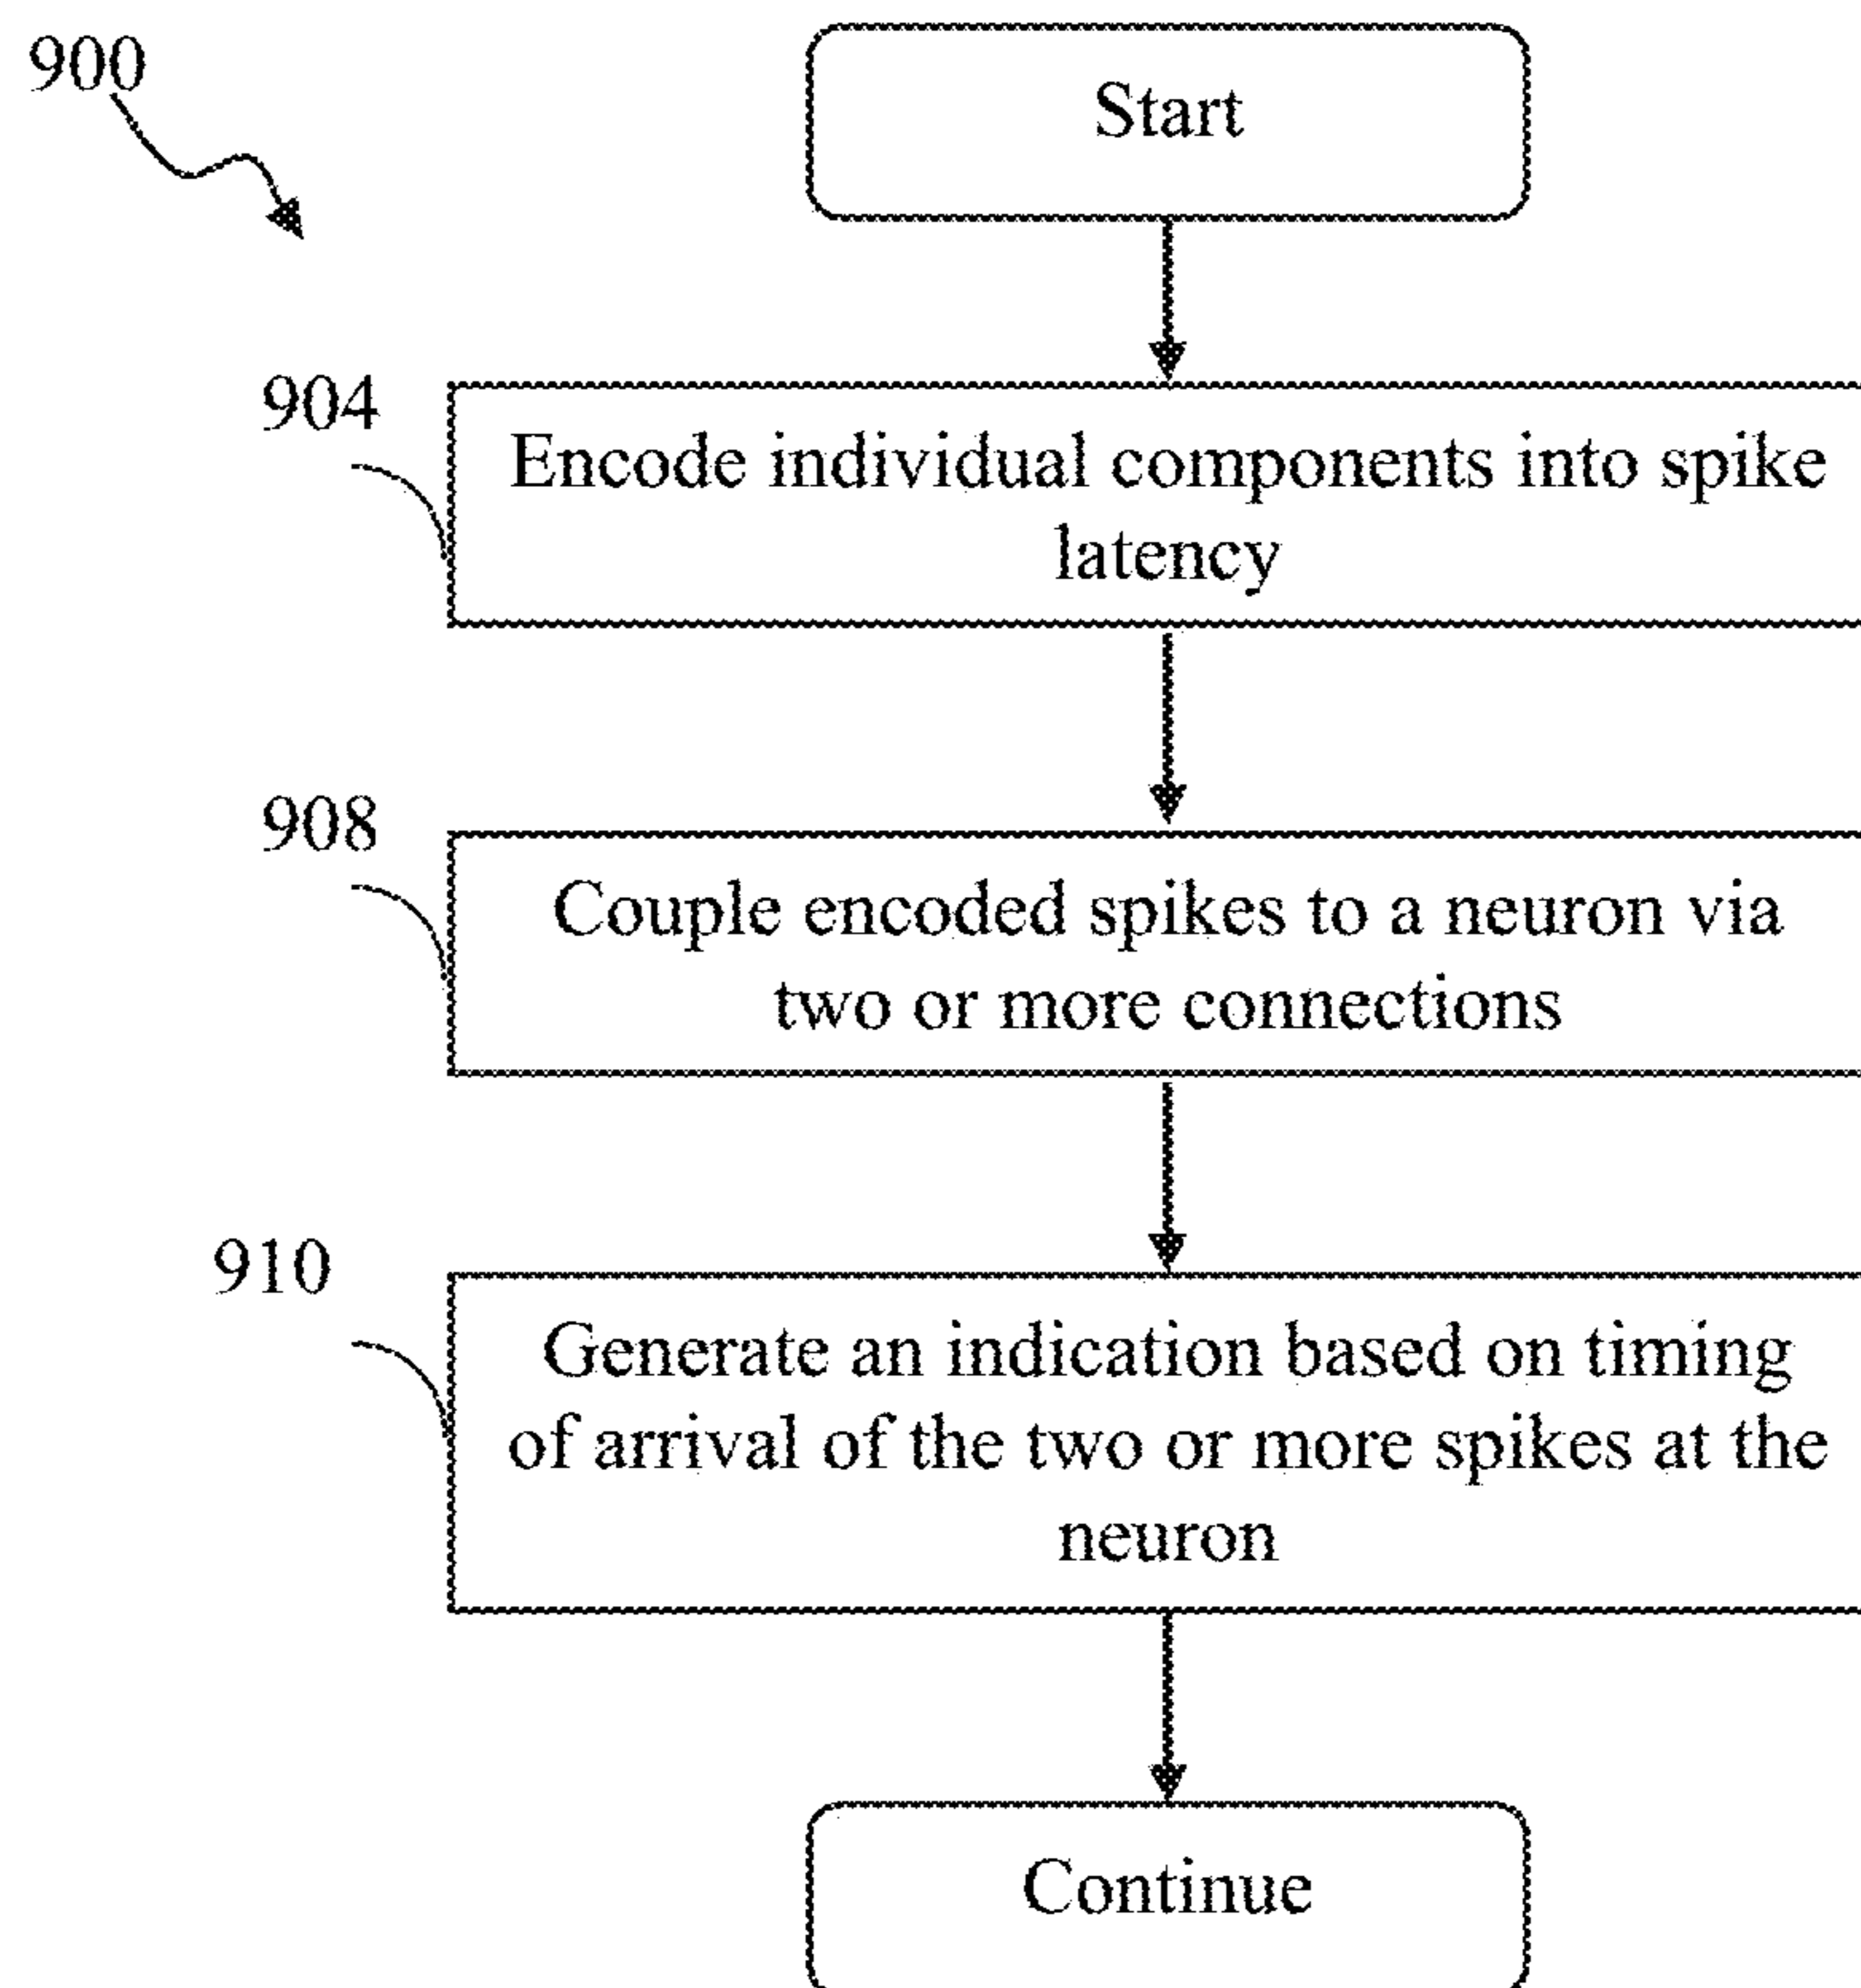 900
Start
904
Encode individual components into spike
latency
908
Couple encoded spikes to a neuron via
two or more connections
910
Generate an indication based on timing
of arrival of the two or more spikes at the
neuron
Continue